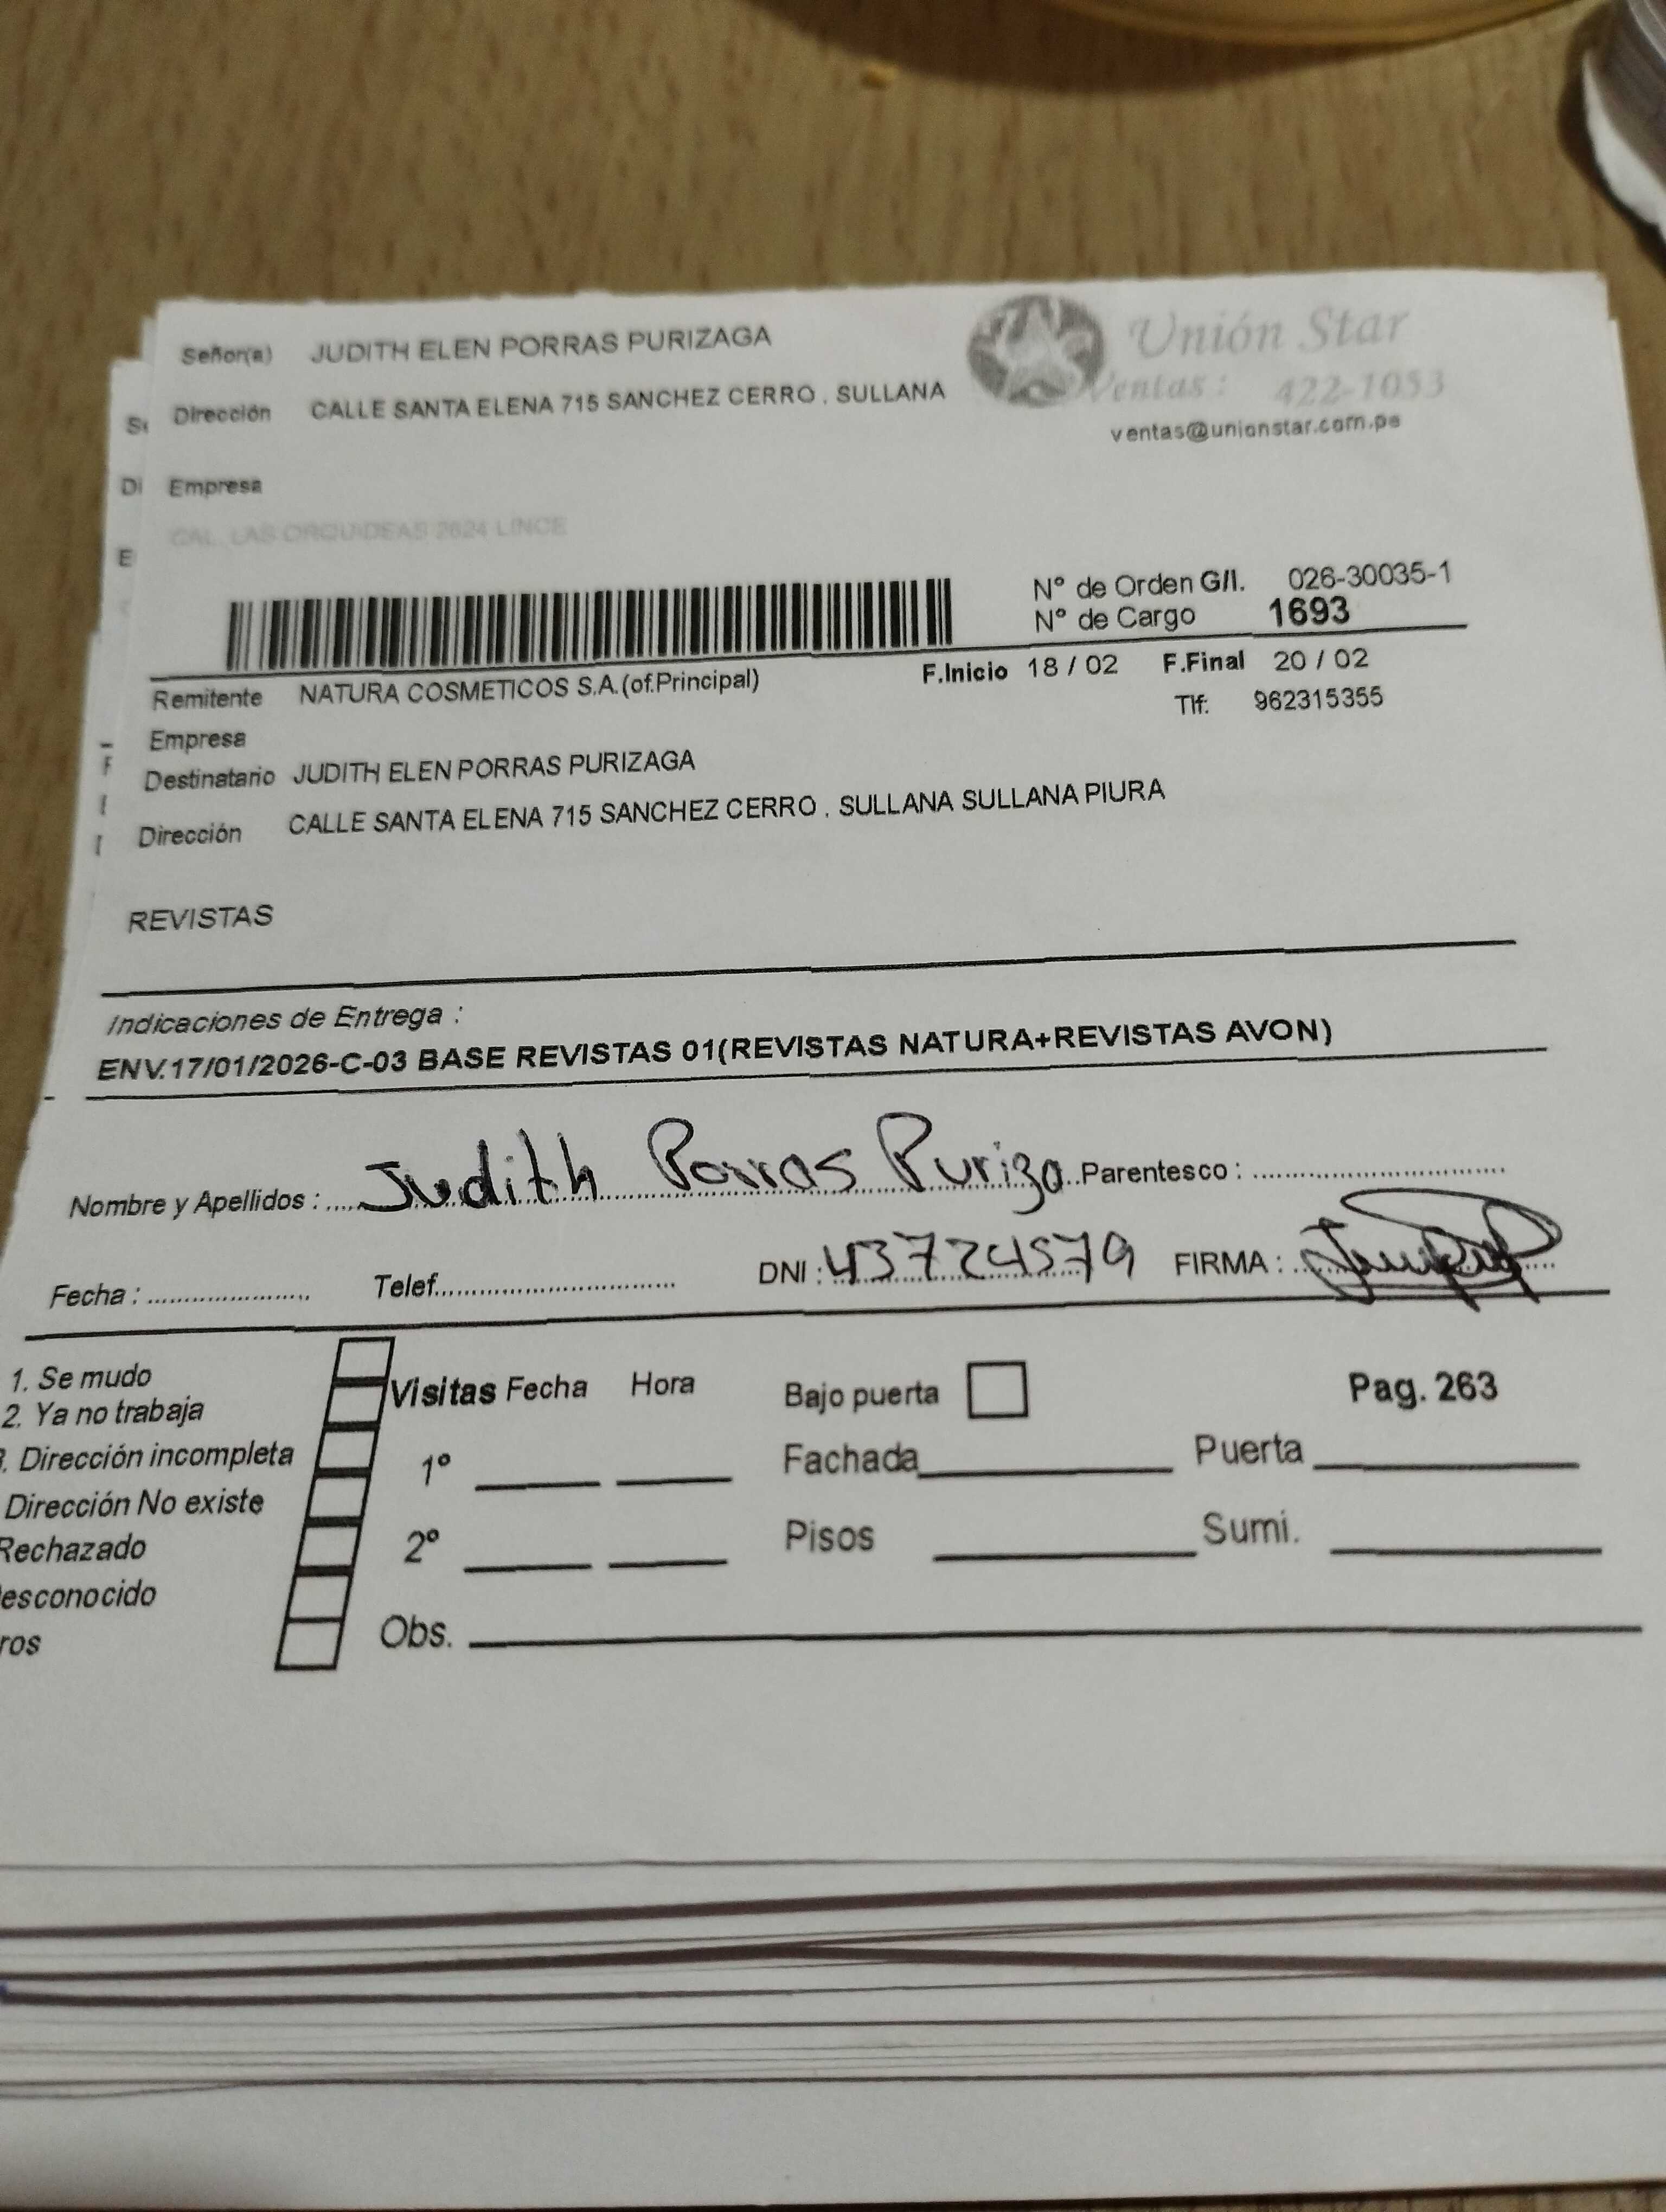 Señor(a) JUDITH ELEN PORRAS PURIZAGA
Unión Star
Ventas: 422-1053
Dirección CALLE SANTA ELENA 715 SANCHEZ CERRO . SULLANA
ventas@unionstar.com.pe
Empresa
CAL. LAS ORQUIDEAS 2624 LINCE
Nº de Orden G/I. 026-30035-1
Nº de Cargo 1693
Remitente NATURA COSMETICOS S.A.(of.Principal) F.Inicio 18 / 02 F.Final 20 / 02
Tlf: 962315355
Empresa
Destinatario JUDITH ELEN PORRAS PURIZAGA
Dirección CALLE SANTA ELENA 715 SANCHEZ CERRO . SULLANA SULLANA PIURA
REVISTAS
Indicaciones de Entrega :
ENV.17/01/2026-C-03 BASE REVISTAS 01(REVISTAS NATURA+REVISTAS AVON)
Nombre y Apellidos : Judith Porras Puriza Parentesco :
Fecha : Telef. DNI : FIRMA :
1. Se mudo
2. Ya no trabaja
. Dirección incompleta
Dirección No existe
Rechazado
esconocido
ros
Visitas Fecha Hora Bajo puerta Pag. 263
1º Fachada Puerta
2º Pisos Sumi.
Obs.